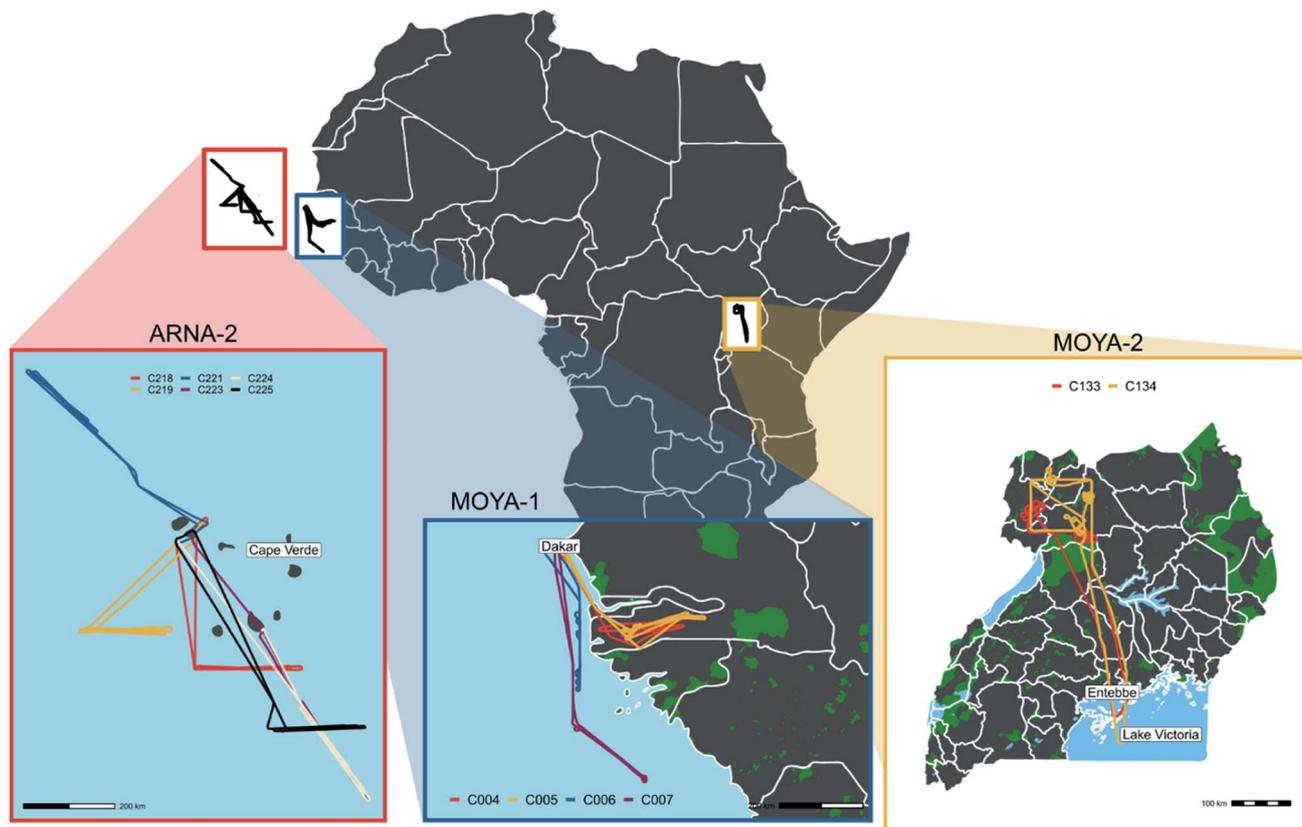 ARNA-2
C218 C221 C224
C219 C223 C225
Cape Verde
200 km
MOYA-1
Dakar
C004 C005 C006 C007
km
MOYA-2
C133 C134
Entebbe
Lake Victoria
100 km